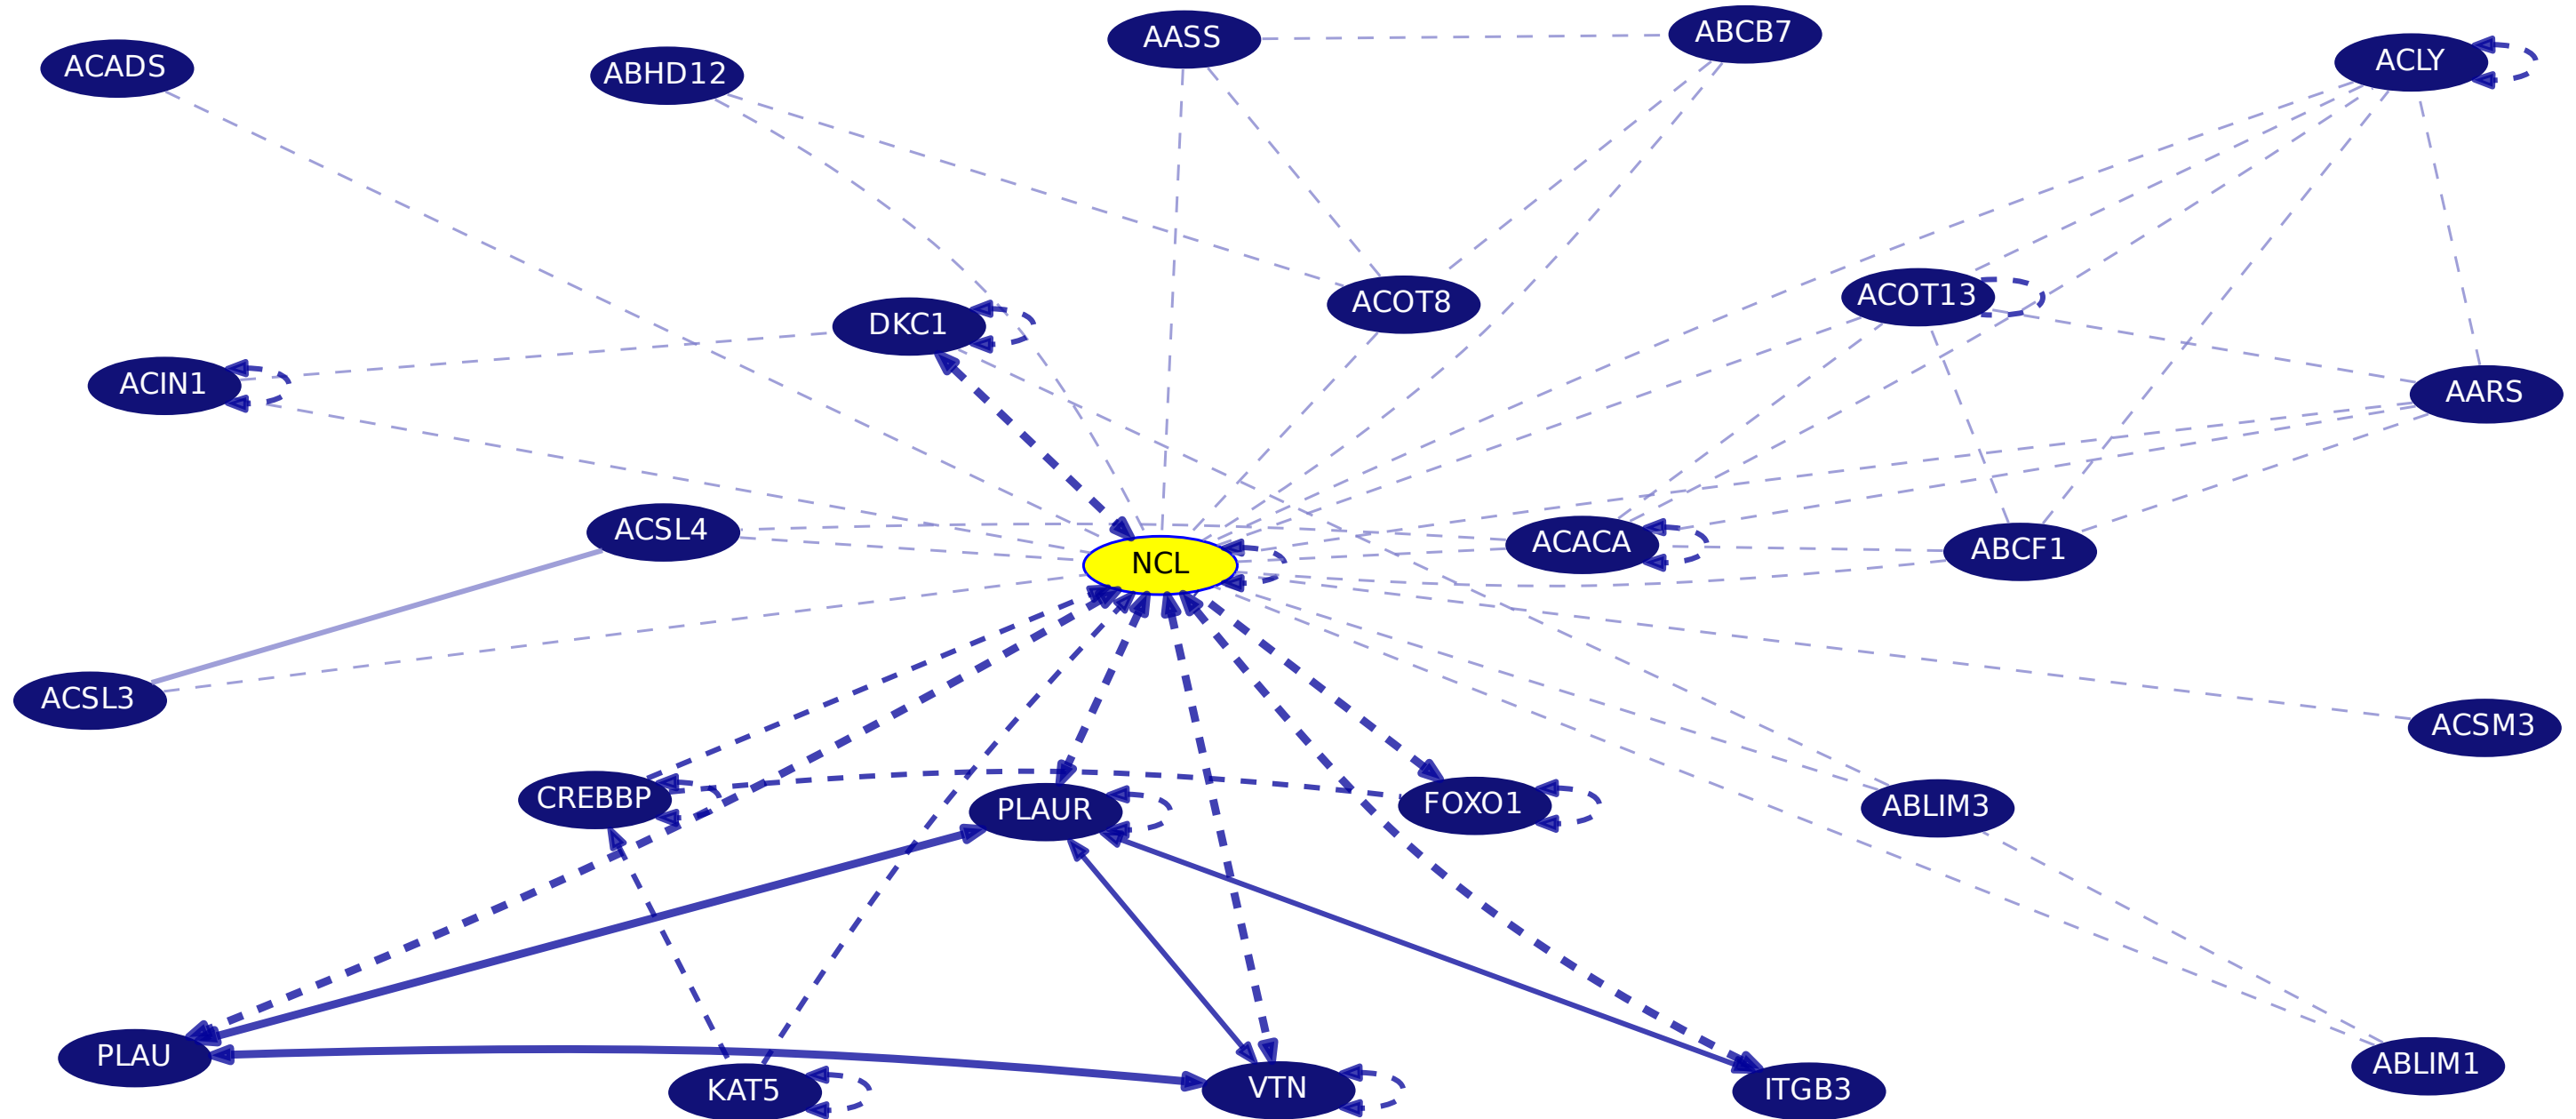 AASS
ABCB7
ACADS
ABHD12
ACLY
ACOT13
ACOT8
DKC1
ACIN1
AARS
ACSL4
ACACA
ABCF1
NCL
ACSL3
ACSM3
CREBBP
PLAUR
FOXO1
ABLIM3
PLAU
KAT5
VTN
ITGB3
ABLIM1